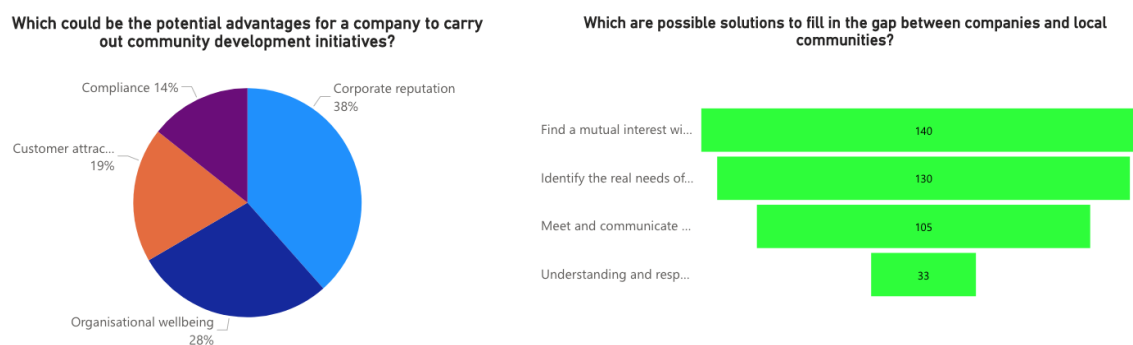 Which could be the potential advantages for a company to carry
out community development initiatives?
Compliance 14%
Corporate reputation
38%
Customer attrac...
19%
Organisational wellbeing
28%
Which are possible solutions to fill in the gap between companies and local
communities?
Find a mutual interest wi...
140
Identify the real needs of...
130
Meet and communicate ...
105
Understanding and resp...
33